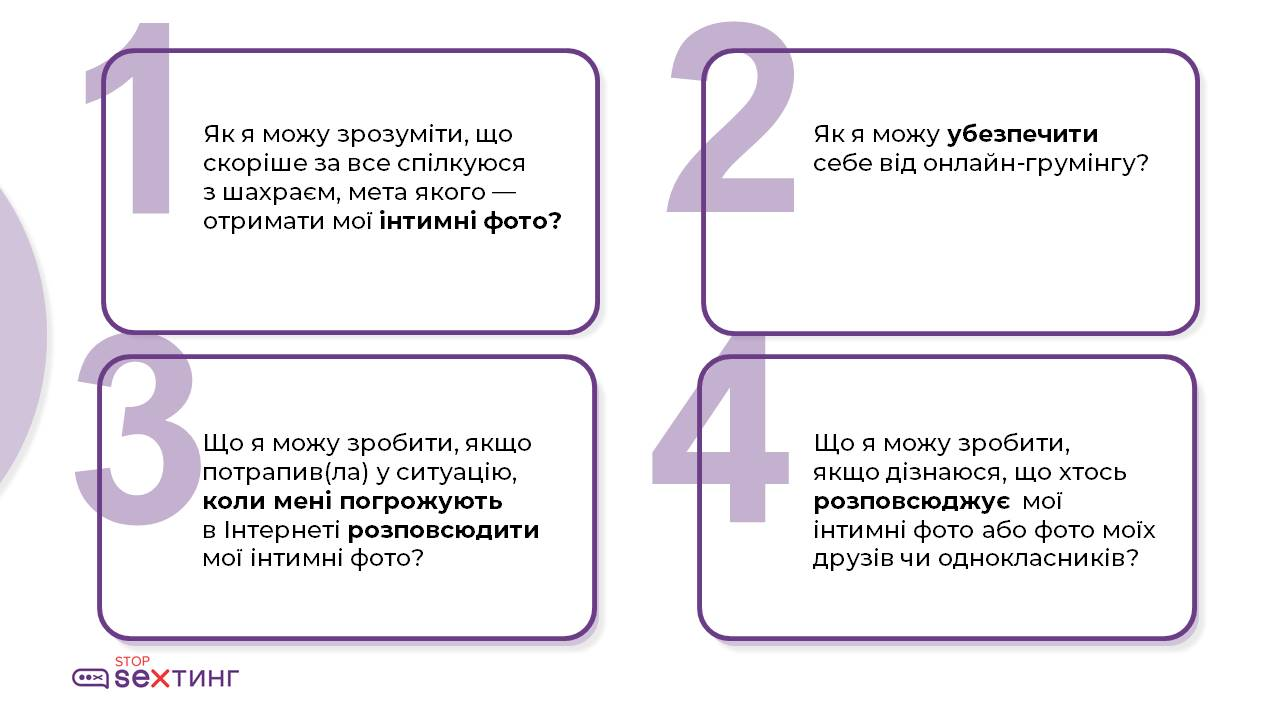 1
Як я можу зрозуміти, що
скоріше за все спілкуюся
з шахраєм, мета якого —
отримати мої інтимні фото?
2
Як я можу убезпечити
себе від онлайн-грумінгу?
3
Що я можу зробити, якщо
потрапив(ла) у ситуацію,
коли мені погрожують
в Інтернеті розповсюдити
мої інтимні фото?
4
Що я можу зробити,
якщо дізнаюся, що хтось
розповсюджує мої
інтимні фото або фото моїх
друзів чи однокласників?
STOP
sexтинг